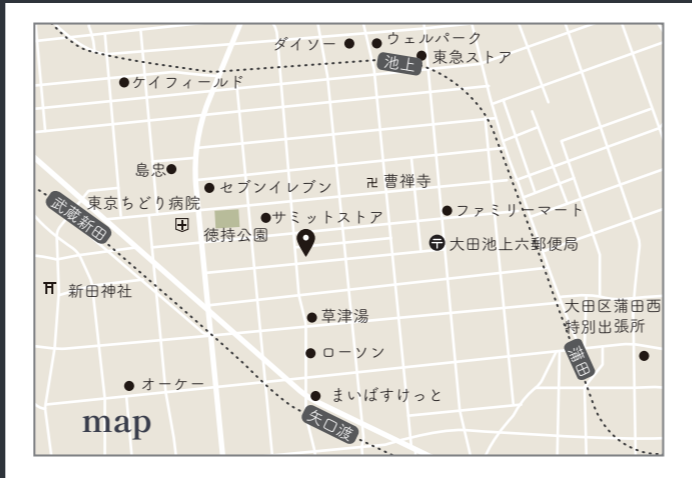 ダイソー
ウェルパーク
東急ストア
池上
ケイフィールド
島忠
セブンイレブン
卍曹禅寺
東京ちどり病院
武蔵新田
サミットストア
ファミリーマート
徳持公園
〒大田池上六郵便局
新田神社
草津湯
大田区蒲田西
特別出張所
ローソン
蒲田
オーケー
まいばすけっと
map
矢口渡